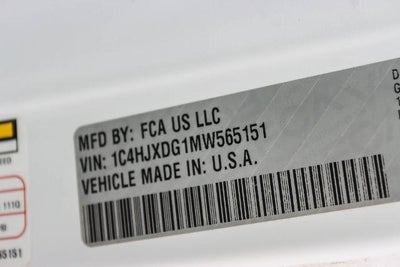 MFD BY: FCA US LLC
VIN: 1C4HJXDG1MW565151
VEHICLE MADE IN: U.S.A.